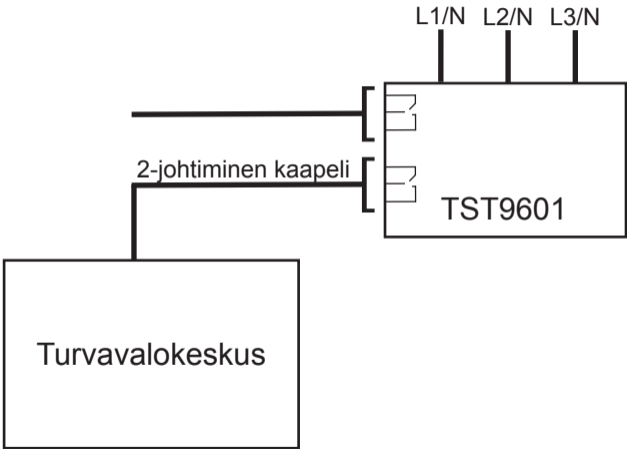 L1/N L2/N L3/N
2-johtiminen kaapeli
TST9601
Turvavalokeskus